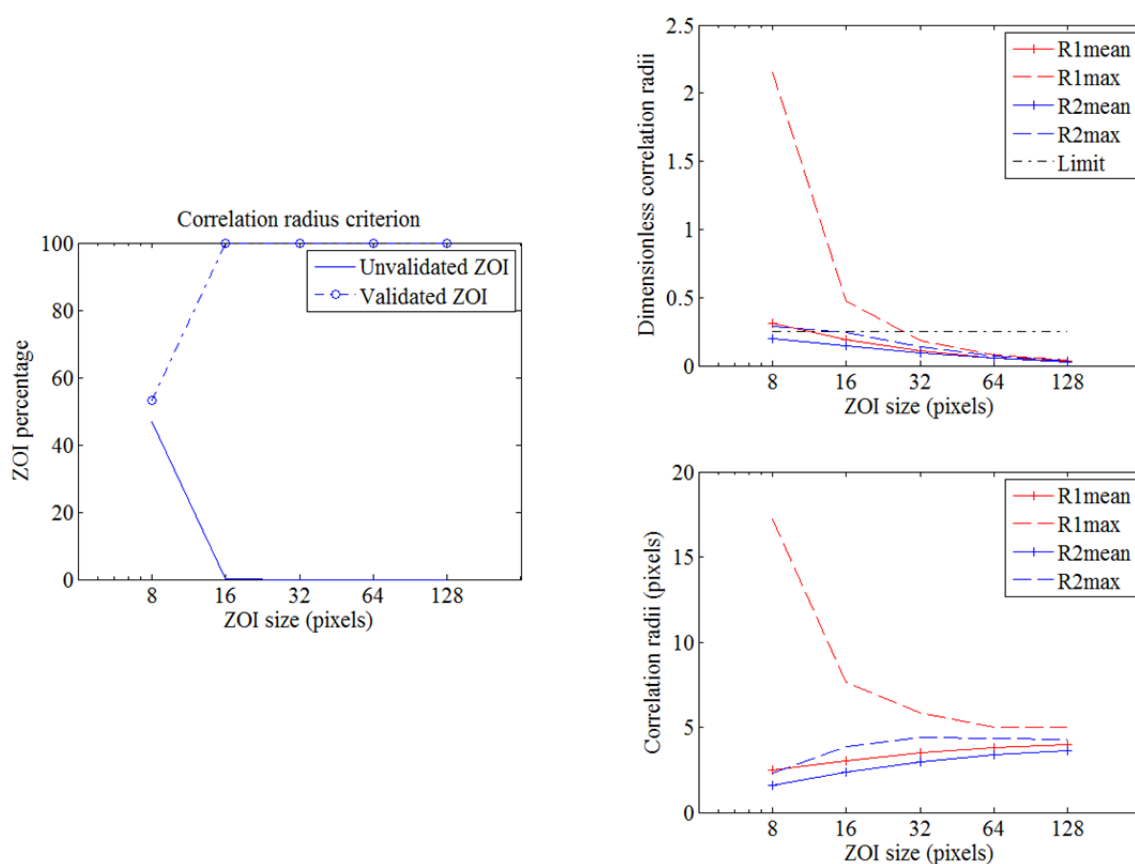 Correlation radius criterion
100
80
60
40
20
0
ZOI percentage
Unvalidated ZOI
Validated ZOI
8 16 32 64 128
ZOI size (pixels)
2.5
2
1.5
1
0.5
0
Dimensionless correlation radii
R1mean
R1max
R2mean
R2max
Limit
8 16 32 64 128
ZOI size (pixels)
20
15
10
5
0
Correlation radii (pixels)
R1mean
R1max
R2mean
R2max
8 16 32 64 128
ZOI size (pixels)